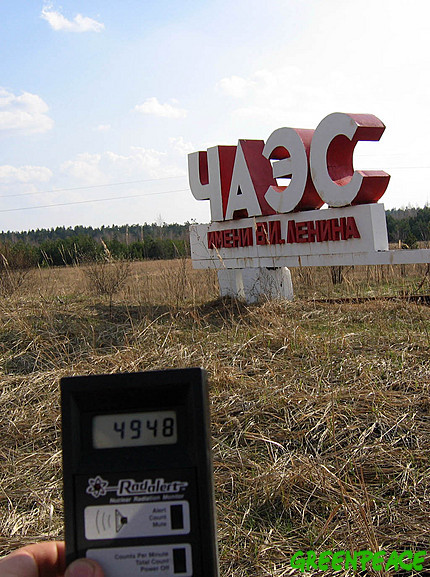 ЧАЭС
ИМЕНИ В.И. ЛЕНИНА
4948
Radalert
Nuclear Radiation Monitor
Alert
Count
Mute
Counts Per Minute
Total Count
Power Off
GREENPEACE